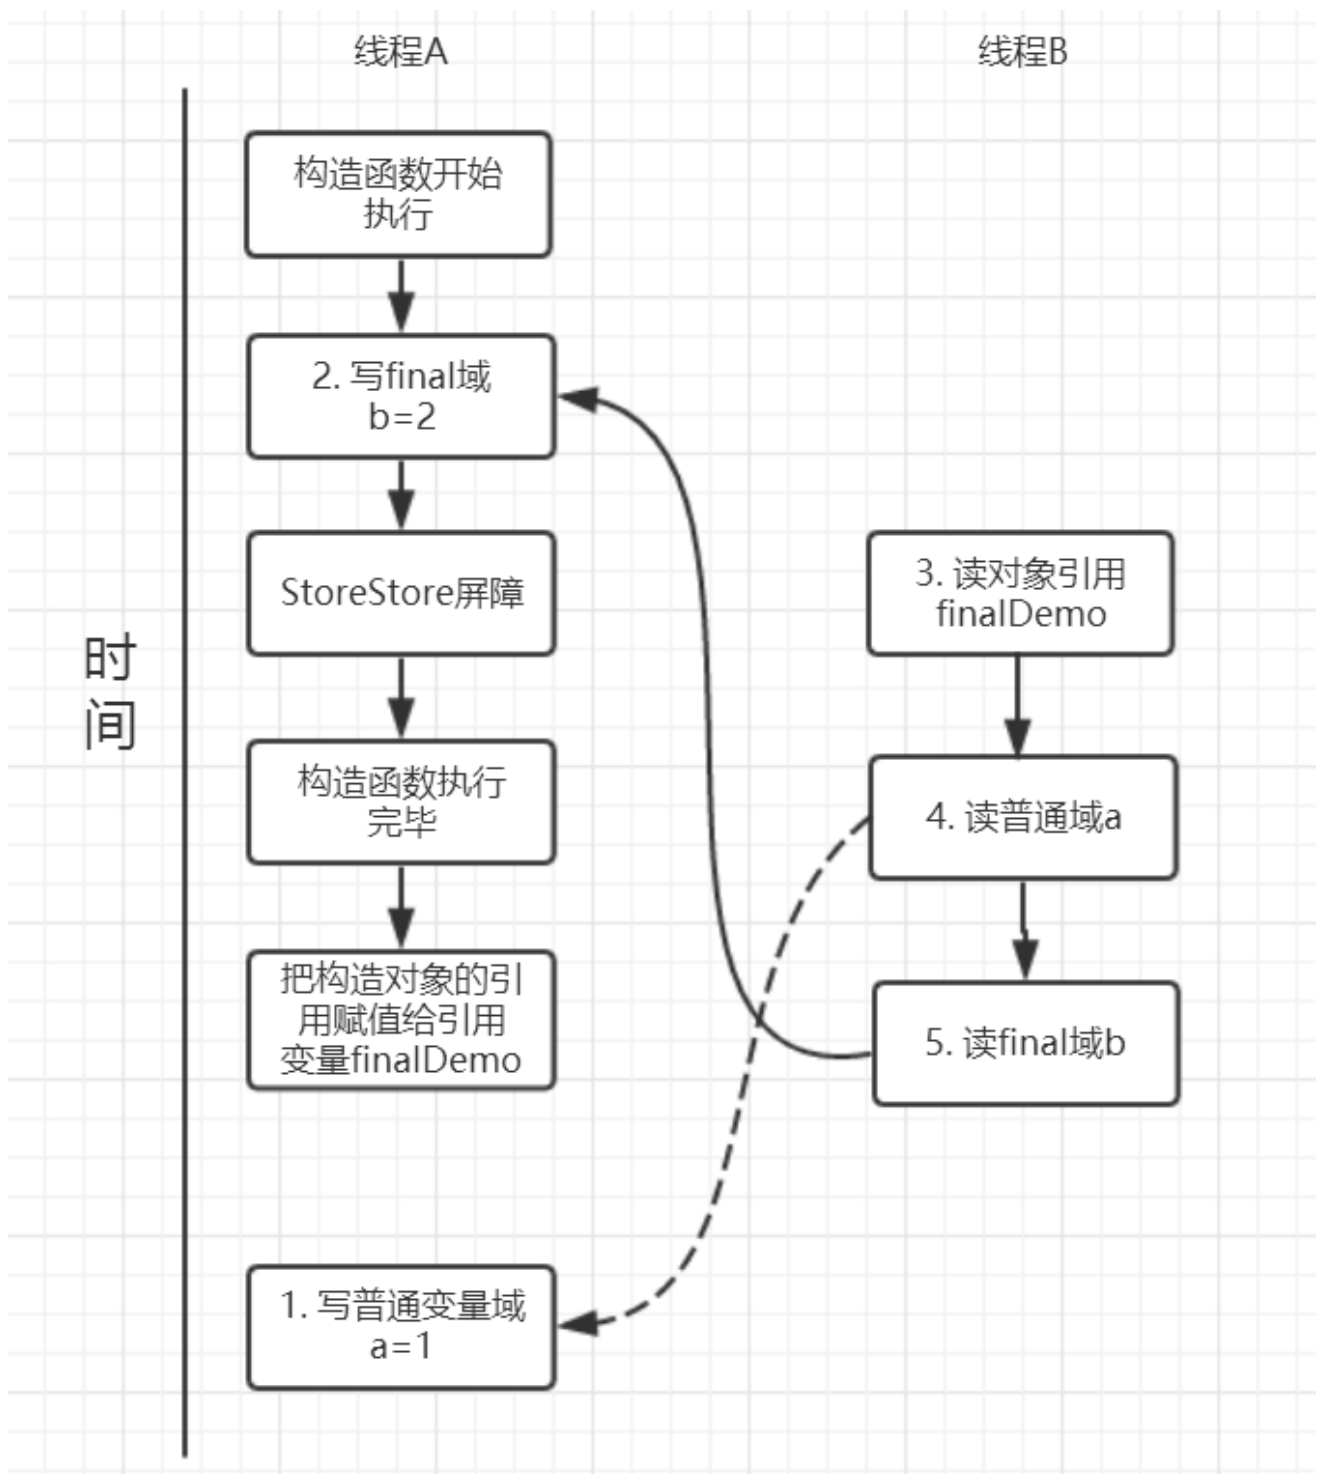 线程A
线程B
构造函数开始
执行
2. 写final域
b=2
StoreStore屏障
构造函数执行
完毕
把构造对象的引
用赋值给引用
变量finalDemo
1. 写普通变量域
a=1
3. 读对象引用
finalDemo
4. 读普通域a
5. 读final域b
时
间